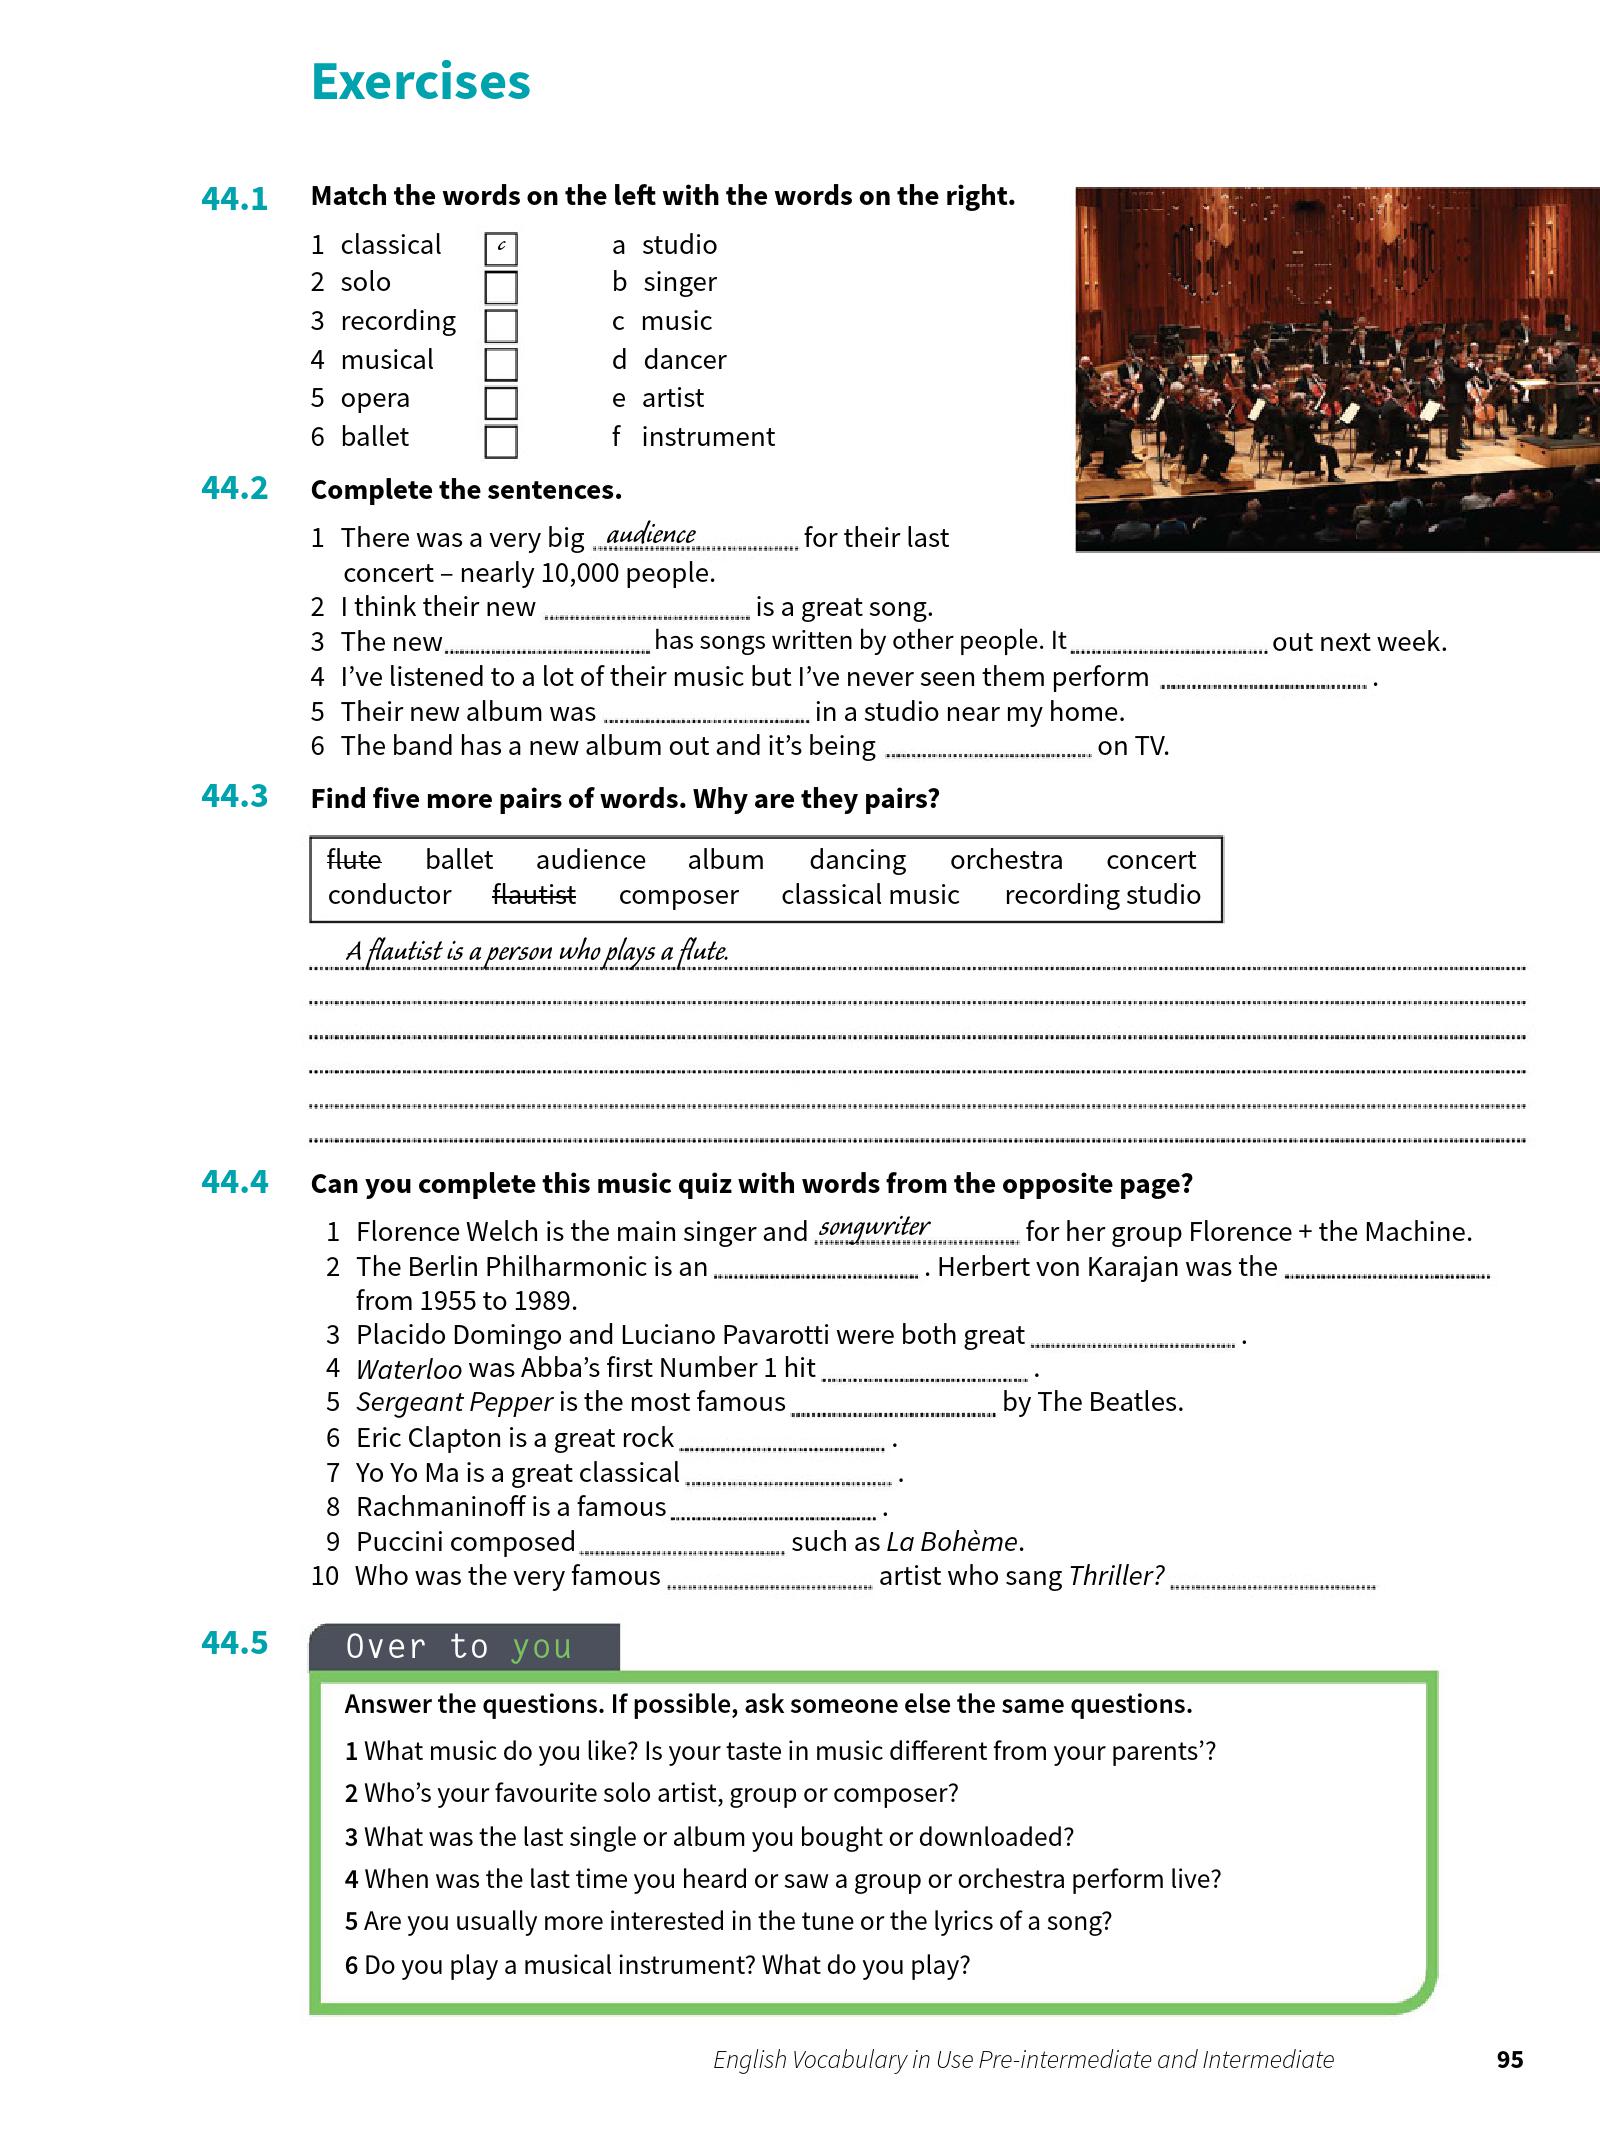 Exercises
44.1 Match the words on the left with the words on the right.
1 classical c a studio
2 solo b singer
3 recording c music
4 musical d dancer
5 opera e artist
6 ballet f instrument
44.2 Complete the sentences.
1 There was a very big audience for their last
concert – nearly 10,000 people.
2 I think their new is a great song.
3 The new has songs written by other people. It out next week.
4 I've listened to a lot of their music but I've never seen them perform .
5 Their new album was in a studio near my home.
6 The band has a new album out and it's being on TV.
44.3 Find five more pairs of words. Why are they pairs?
flute ballet audience album dancing orchestra concert
conductor flautist composer classical music recording studio
A flautist is a person who plays a flute.
44.4 Can you complete this music quiz with words from the opposite page?
1 Florence Welch is the main singer and songwriter for her group Florence + the Machine.
2 The Berlin Philharmonic is an . Herbert von Karajan was the
from 1955 to 1989.
3 Placido Domingo and Luciano Pavarotti were both great .
4 Waterloo was Abba's first Number 1 hit .
5 Sergeant Pepper is the most famous by The Beatles.
6 Eric Clapton is a great rock .
7 Yo Yo Ma is a great classical .
8 Rachmaninoff is a famous .
9 Puccini composed such as La Bohème.
10 Who was the very famous artist who sang Thriller?
44.5 Over to you
Answer the questions. If possible, ask someone else the same questions.
1 What music do you like? Is your taste in music different from your parents'?
2 Who's your favourite solo artist, group or composer?
3 What was the last single or album you bought or downloaded?
4 When was the last time you heard or saw a group or orchestra perform live?
5 Are you usually more interested in the tune or the lyrics of a song?
6 Do you play a musical instrument? What do you play?
English Vocabulary in Use Pre-intermediate and Intermediate 95